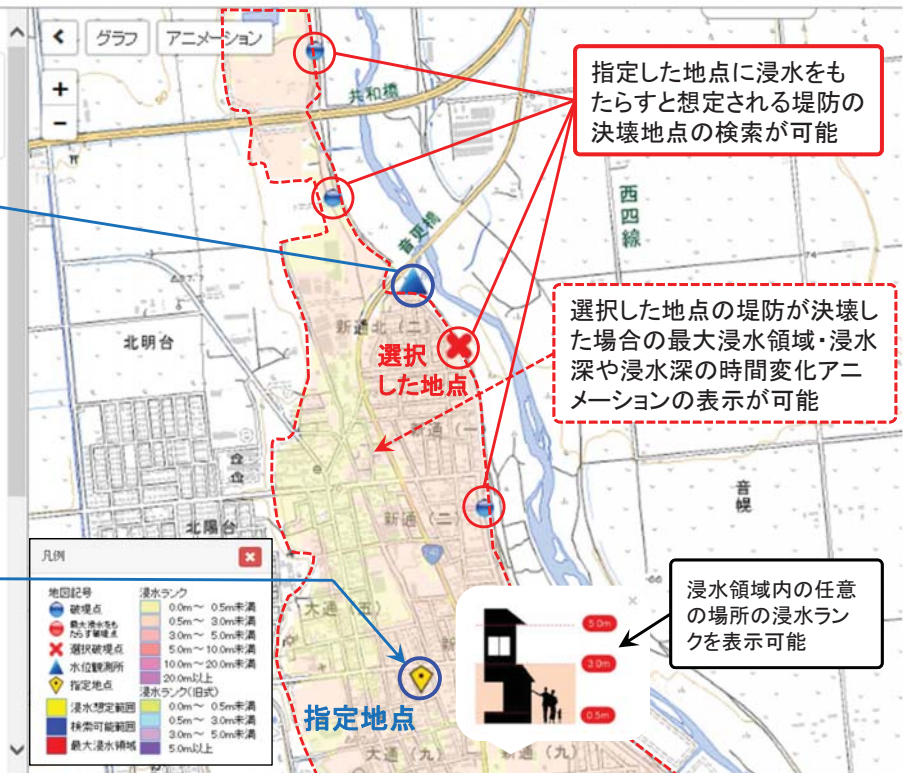 グラフ
アニメーション
+
−
指定した地点に浸水をも
たらすと想定される堤防の
決壊地点の検索が可能
共和橋
音更橋
西四線
74
選択した地点の堤防が決壊し
た場合の最大浸水領域・浸水
深や浸水深の時間変化アニ
メーションの表示が可能
北明台
新通北(二)
選択
した地点
新通(一)
音幌
新通(二)
北陽台
66
浸水領域内の任意
の場所の浸水ラン
クを表示可能
大通(五)
指定地点
大通(九)
新通(九)
5.0m
3.0m
0.5m
凡例
地図記号
破堤点
最大浸水をも
たらす破堤点
選択破堤点
水位観測所
指定地点
浸水想定範囲
検索可能範囲
最大浸水領域
浸水ランク
0.0m～ 0.5m未満
0.5m～ 3.0m未満
3.0m～ 5.0m未満
5.0m～10.0m未満
10.0m～20.0m未満
20.0m以上
浸水ランク(旧式)
0.0m～ 0.5m未満
0.5m～ 3.0m未満
3.0m～ 5.0m未満
5.0m以上